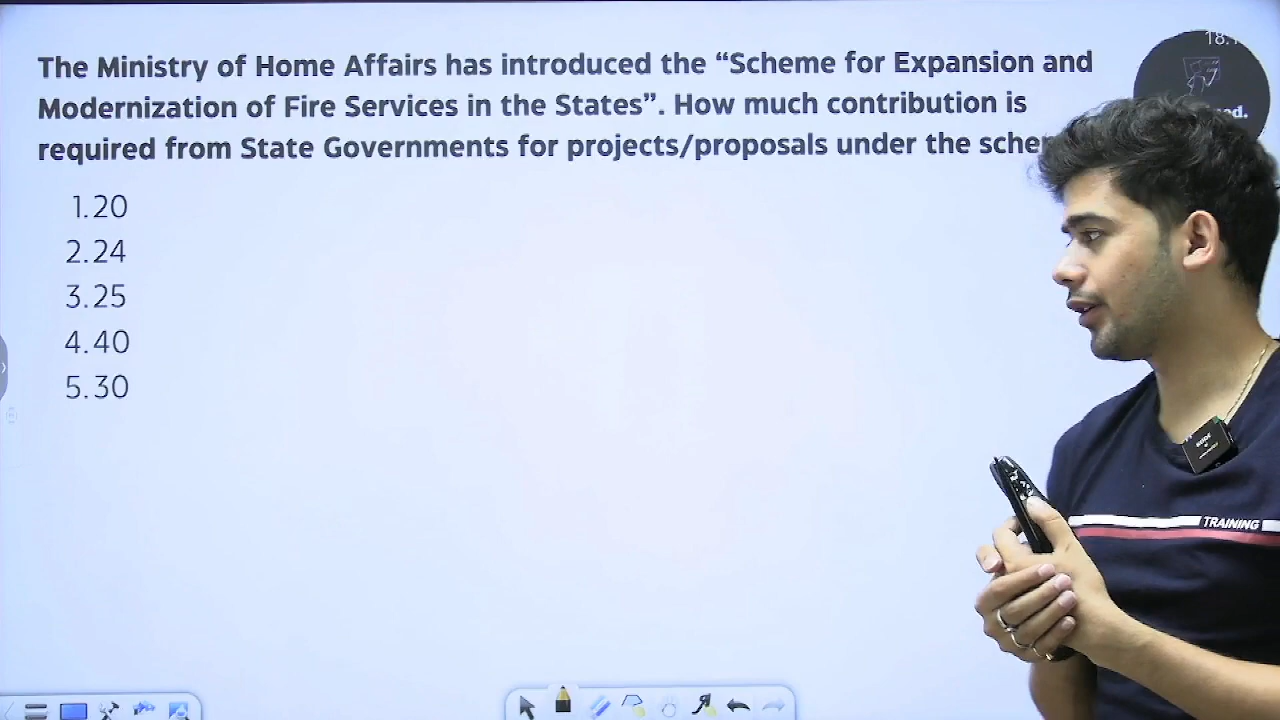 The Ministry of Home Affairs has introduced the “Scheme for Expansion and
Modernization of Fire Services in the States”. How much contribution is
required from State Governments for projects/proposals under the
1.20
2.24
3.25
4.40
5.30
TRAINING